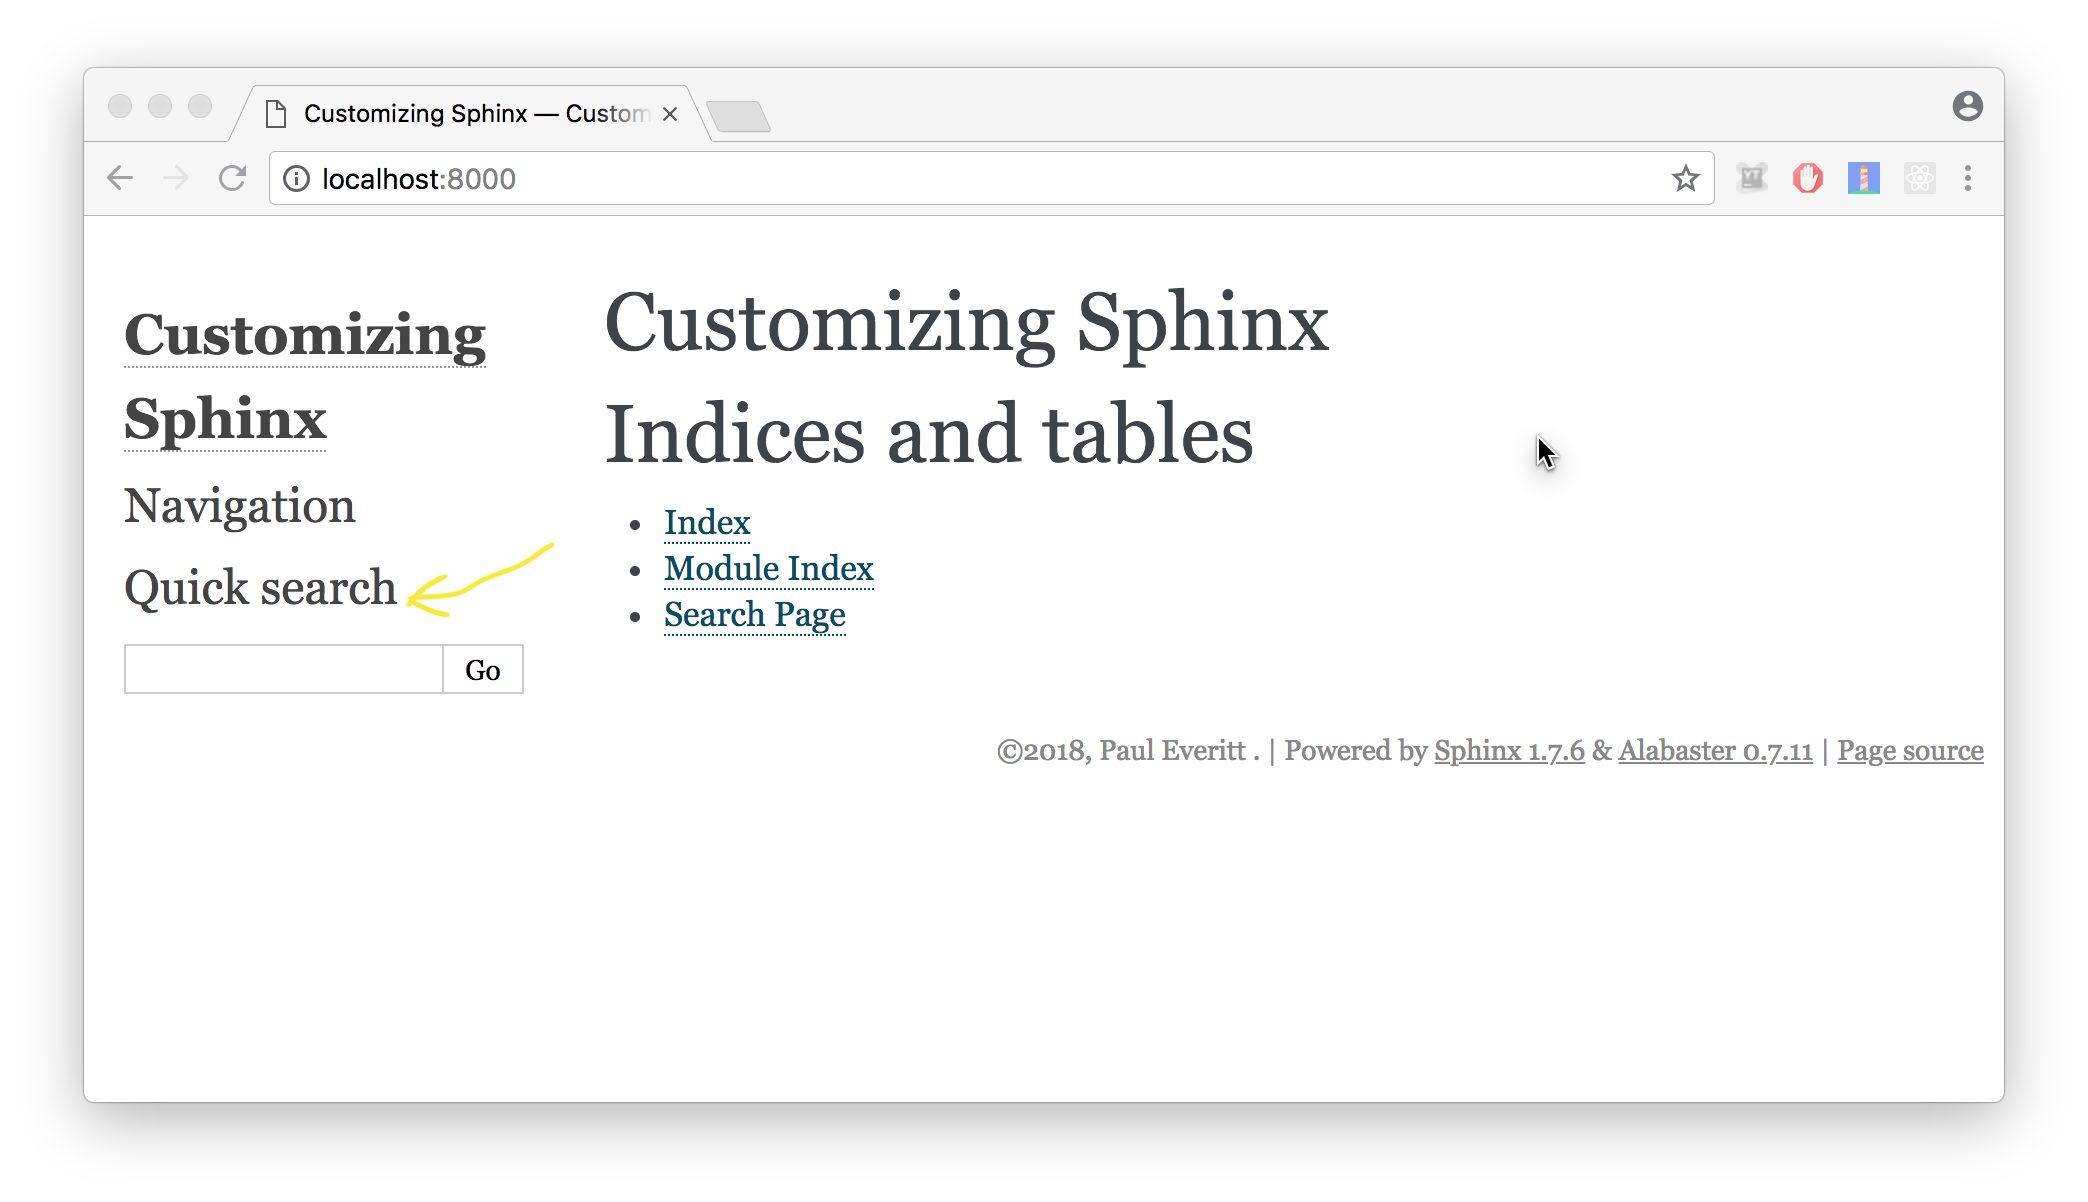 Customizing Sphinx — Custom
localhost:8000
Customizing
Sphinx
Navigation
Quick search
Go
Customizing Sphinx
Indices and tables
Index
Module Index
Search Page
©2018, Paul Everitt . | Powered by Sphinx 1.7.6 & Alabaster 0.7.11 | Page source